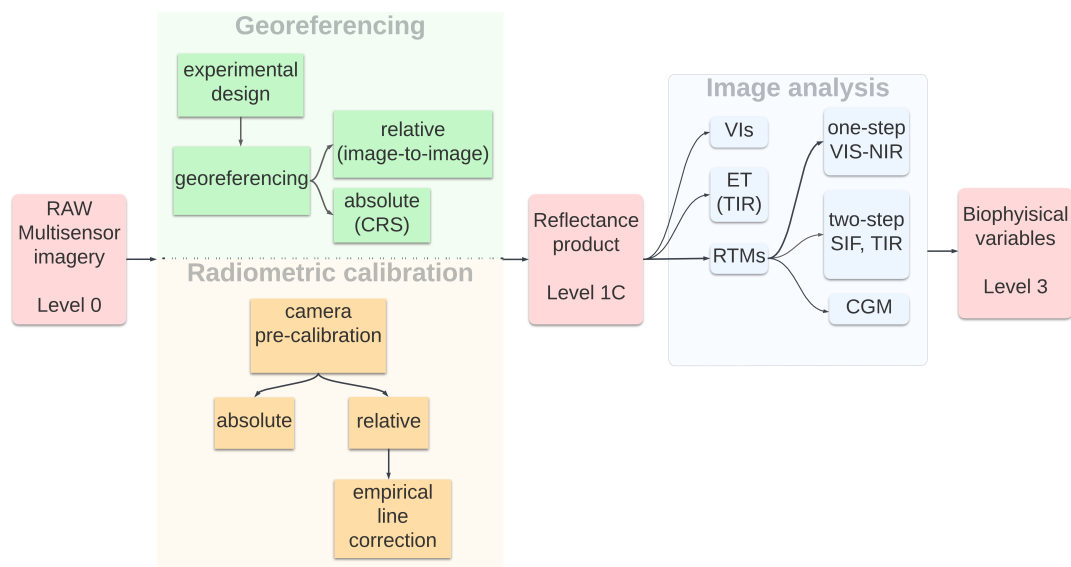 RAW
Multisensor
imagery
Level 0
Georeferencing
experimental
design
georeferencing
relative
(image-to-image)
absolute
(CRS)
Radiometric calibration
camera
pre-calibration
absolute
relative
empirical
line
correction
Reflectance
product
Level 1C
Image analysis
VIs
ET
(TIR)
RTMs
one-step
VIS-NIR
two-step
SIF, TIR
CGM
Biophyisical
variables
Level 3